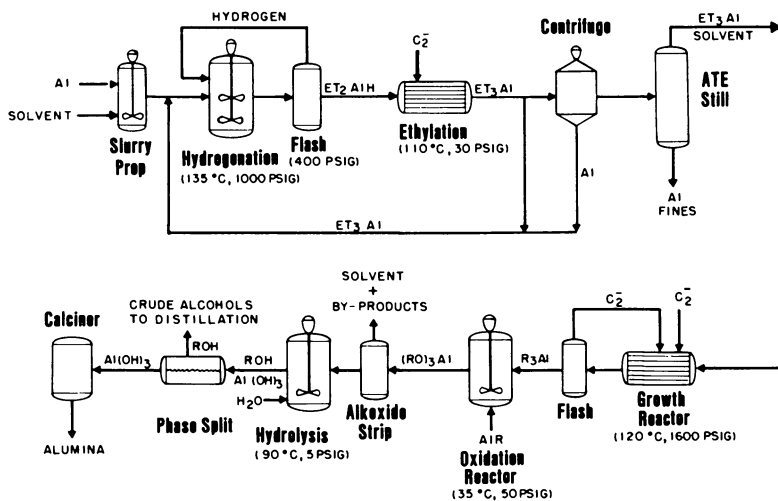 HYDROGEN
Al
SOLVENT
Slurry
Prep
Hydrogenation
(135 °C, 1000 PSIG)
Flash
(400 PSIG)
ET2 AlH
C2=
Ethylation
(110 °C, 30 PSIG)
ET3 Al
Centrifuge
Al
ET3 Al
ET3 Al
SOLVENT
ATE
Still
Al
FINES
Calciner
ALUMINA
Al(OH)3
CRUDE ALCOHOLS
TO DISTILLATION
ROH
Phase Split
ROH
Al (OH)3
H2O
Hydrolysis
(90 °C, 5 PSIG)
SOLVENT
+
BY-PRODUCTS
Alkoxide
Strip
(RO)3 Al
AIR
Oxidation
Reactor
(35 °C, 50 PSIG)
R3 Al
Flash
C2=
C2=
Growth
Reactor
(120 °C, 1600 PSIG)